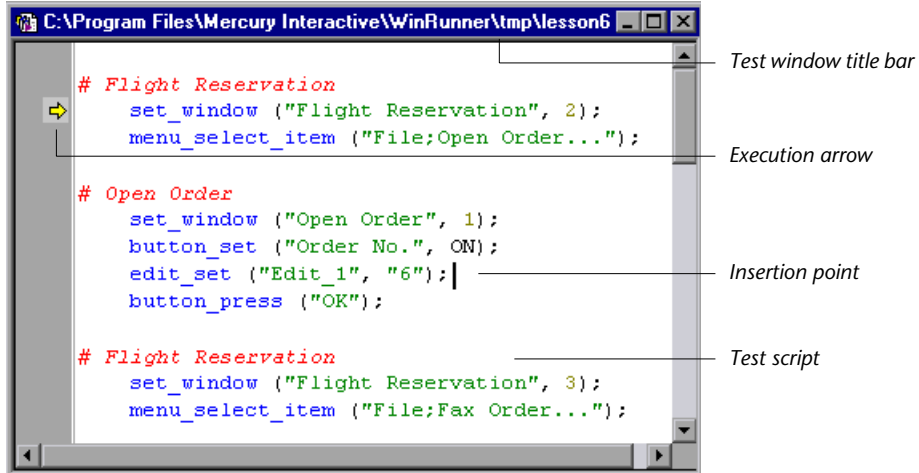 C:\Program Files\Mercury Interactive\WinRunner\tmp\lesson6
Test window title bar
# Flight Reservation
set_window ("Flight Reservation", 2);
menu_select_item ("File;Open Order...");
Execution arrow
# Open Order
set_window ("Open Order", 1);
button_set ("Order No.", ON);
edit_set ("Edit_1", "6");
Insertion point
button_press ("OK");
# Flight Reservation
Test script
set_window ("Flight Reservation", 3);
menu_select_item ("File;Fax Order...");